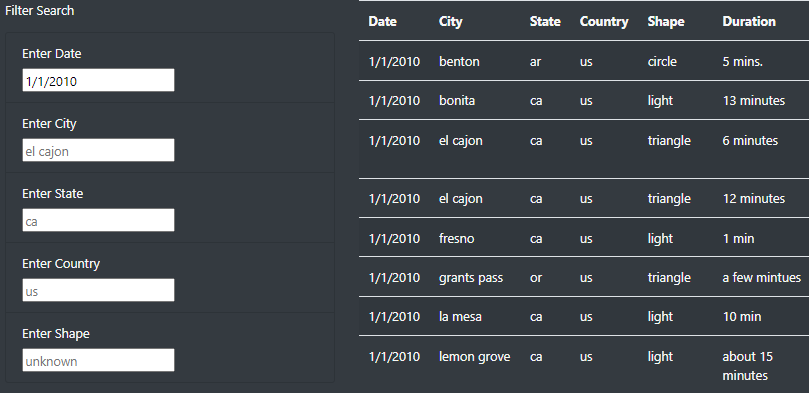 Filter Search
Enter Date
1/1/2010
Enter City
el cajon
Enter State
ca
Enter Country
us
Enter Shape
unknown
Date City State Country Shape Duration
1/1/2010 benton ar us circle 5 mins.
1/1/2010 bonita ca us light 13 minutes
1/1/2010 el cajon ca us triangle 6 minutes
1/1/2010 el cajon ca us triangle 12 minutes
1/1/2010 fresno ca us light 1 min
1/1/2010 grants pass or us triangle a few mintues
1/1/2010 la mesa ca us light 10 min
1/1/2010 lemon grove ca us light about 15
minutes